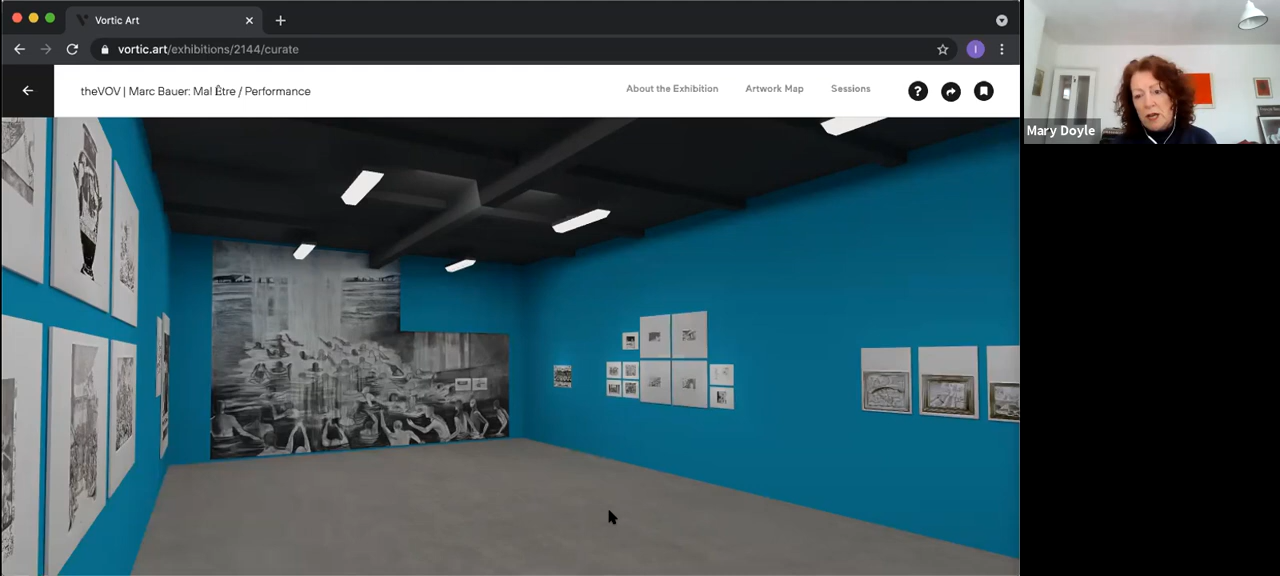 Vortic Art
vortic.art/exhibitions/2144/curate
I
theVOV | Marc Bauer: Mal Être / Performance
About the Exhibition
Artwork Map
Sessions
?
Mary Doyle